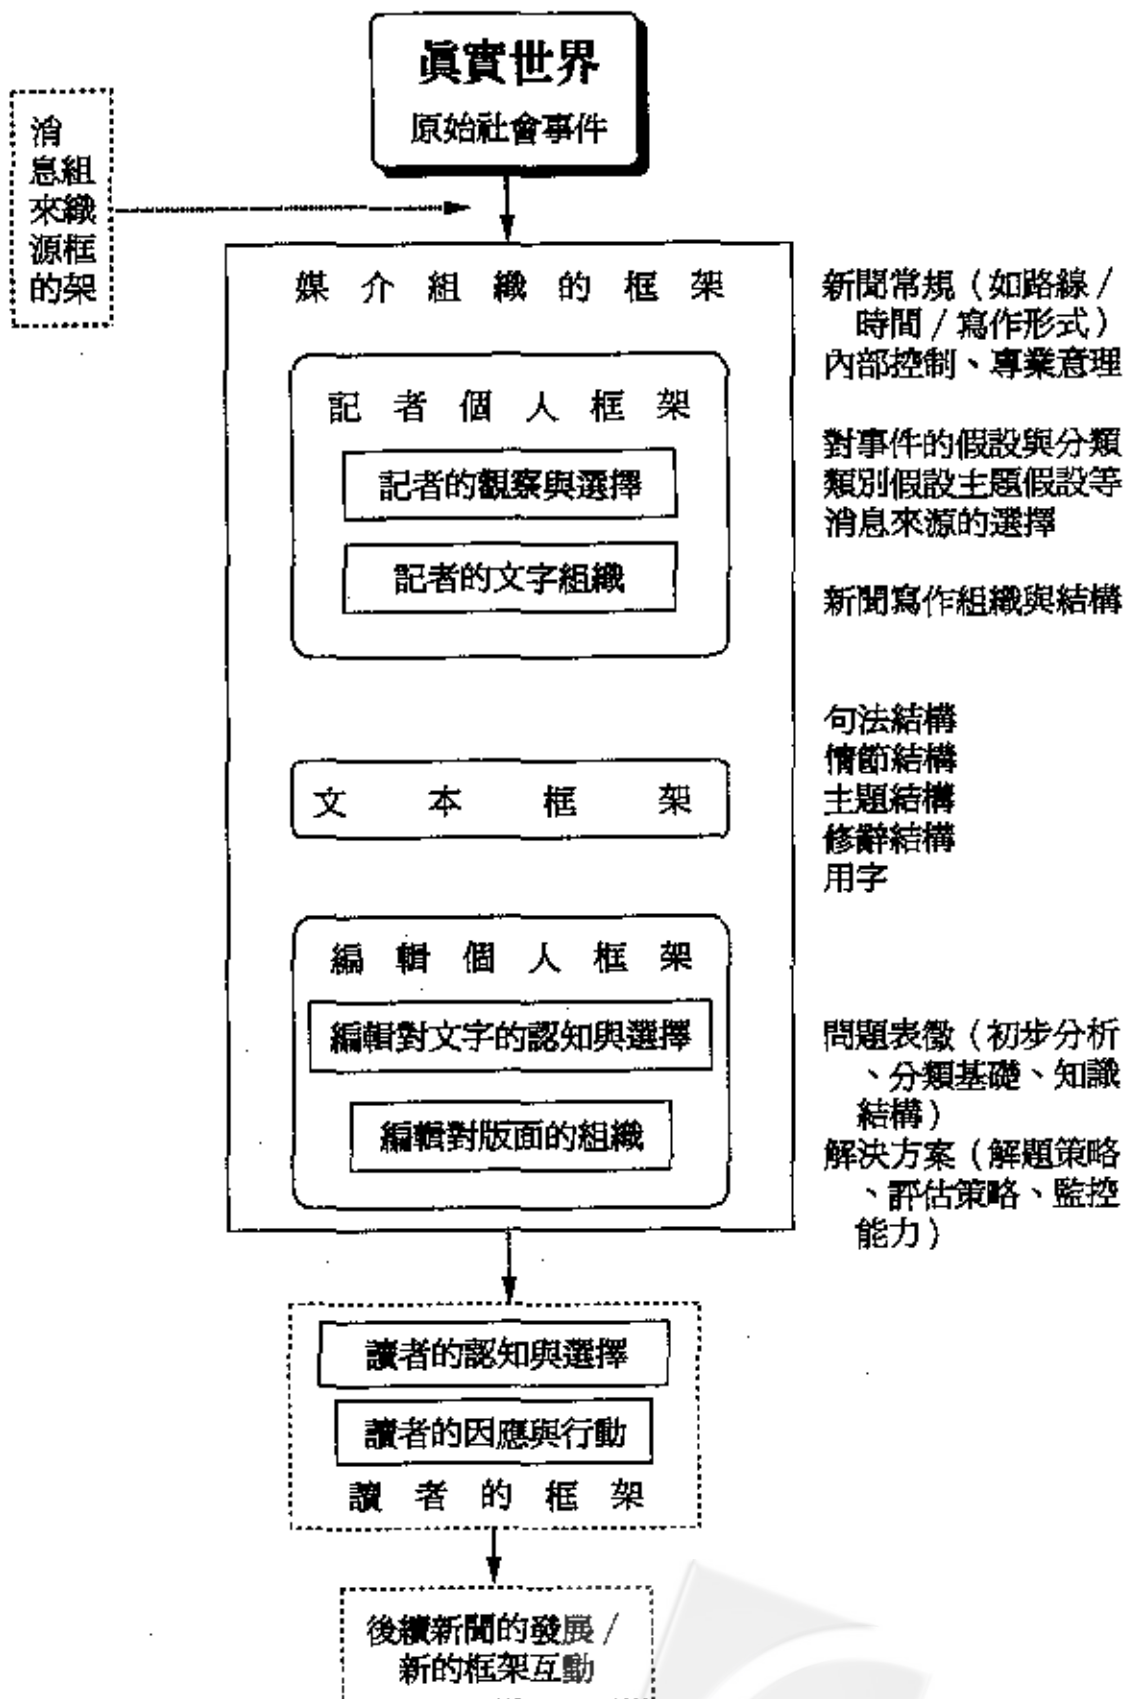 眞實世界
原始社會事件
消
息組
來織
源框
的架
媒介組織的框架
新聞常規（如路線/
時間/寫作形式）
內部控制、專業意理
記者個人框架
記者的觀察與選擇
記者的文字組織
對事件的假設與分類
類別假設主題假設等
消息來源的選擇
新聞寫作組織與結構
文本框架
句法結構
情節結構
主題結構
修辭結構
用字
編輯個人框架
編輯對文字的認知與選擇
編輯對版面的組織
問題表徵（初步分析
、分類基礎、知識
結構）
解決方案（解題策略
、評估策略、監控
能力）
讀者的認知與選擇
讀者的因應與行動
讀者的框架
後續新聞的發展/
新的框架互動